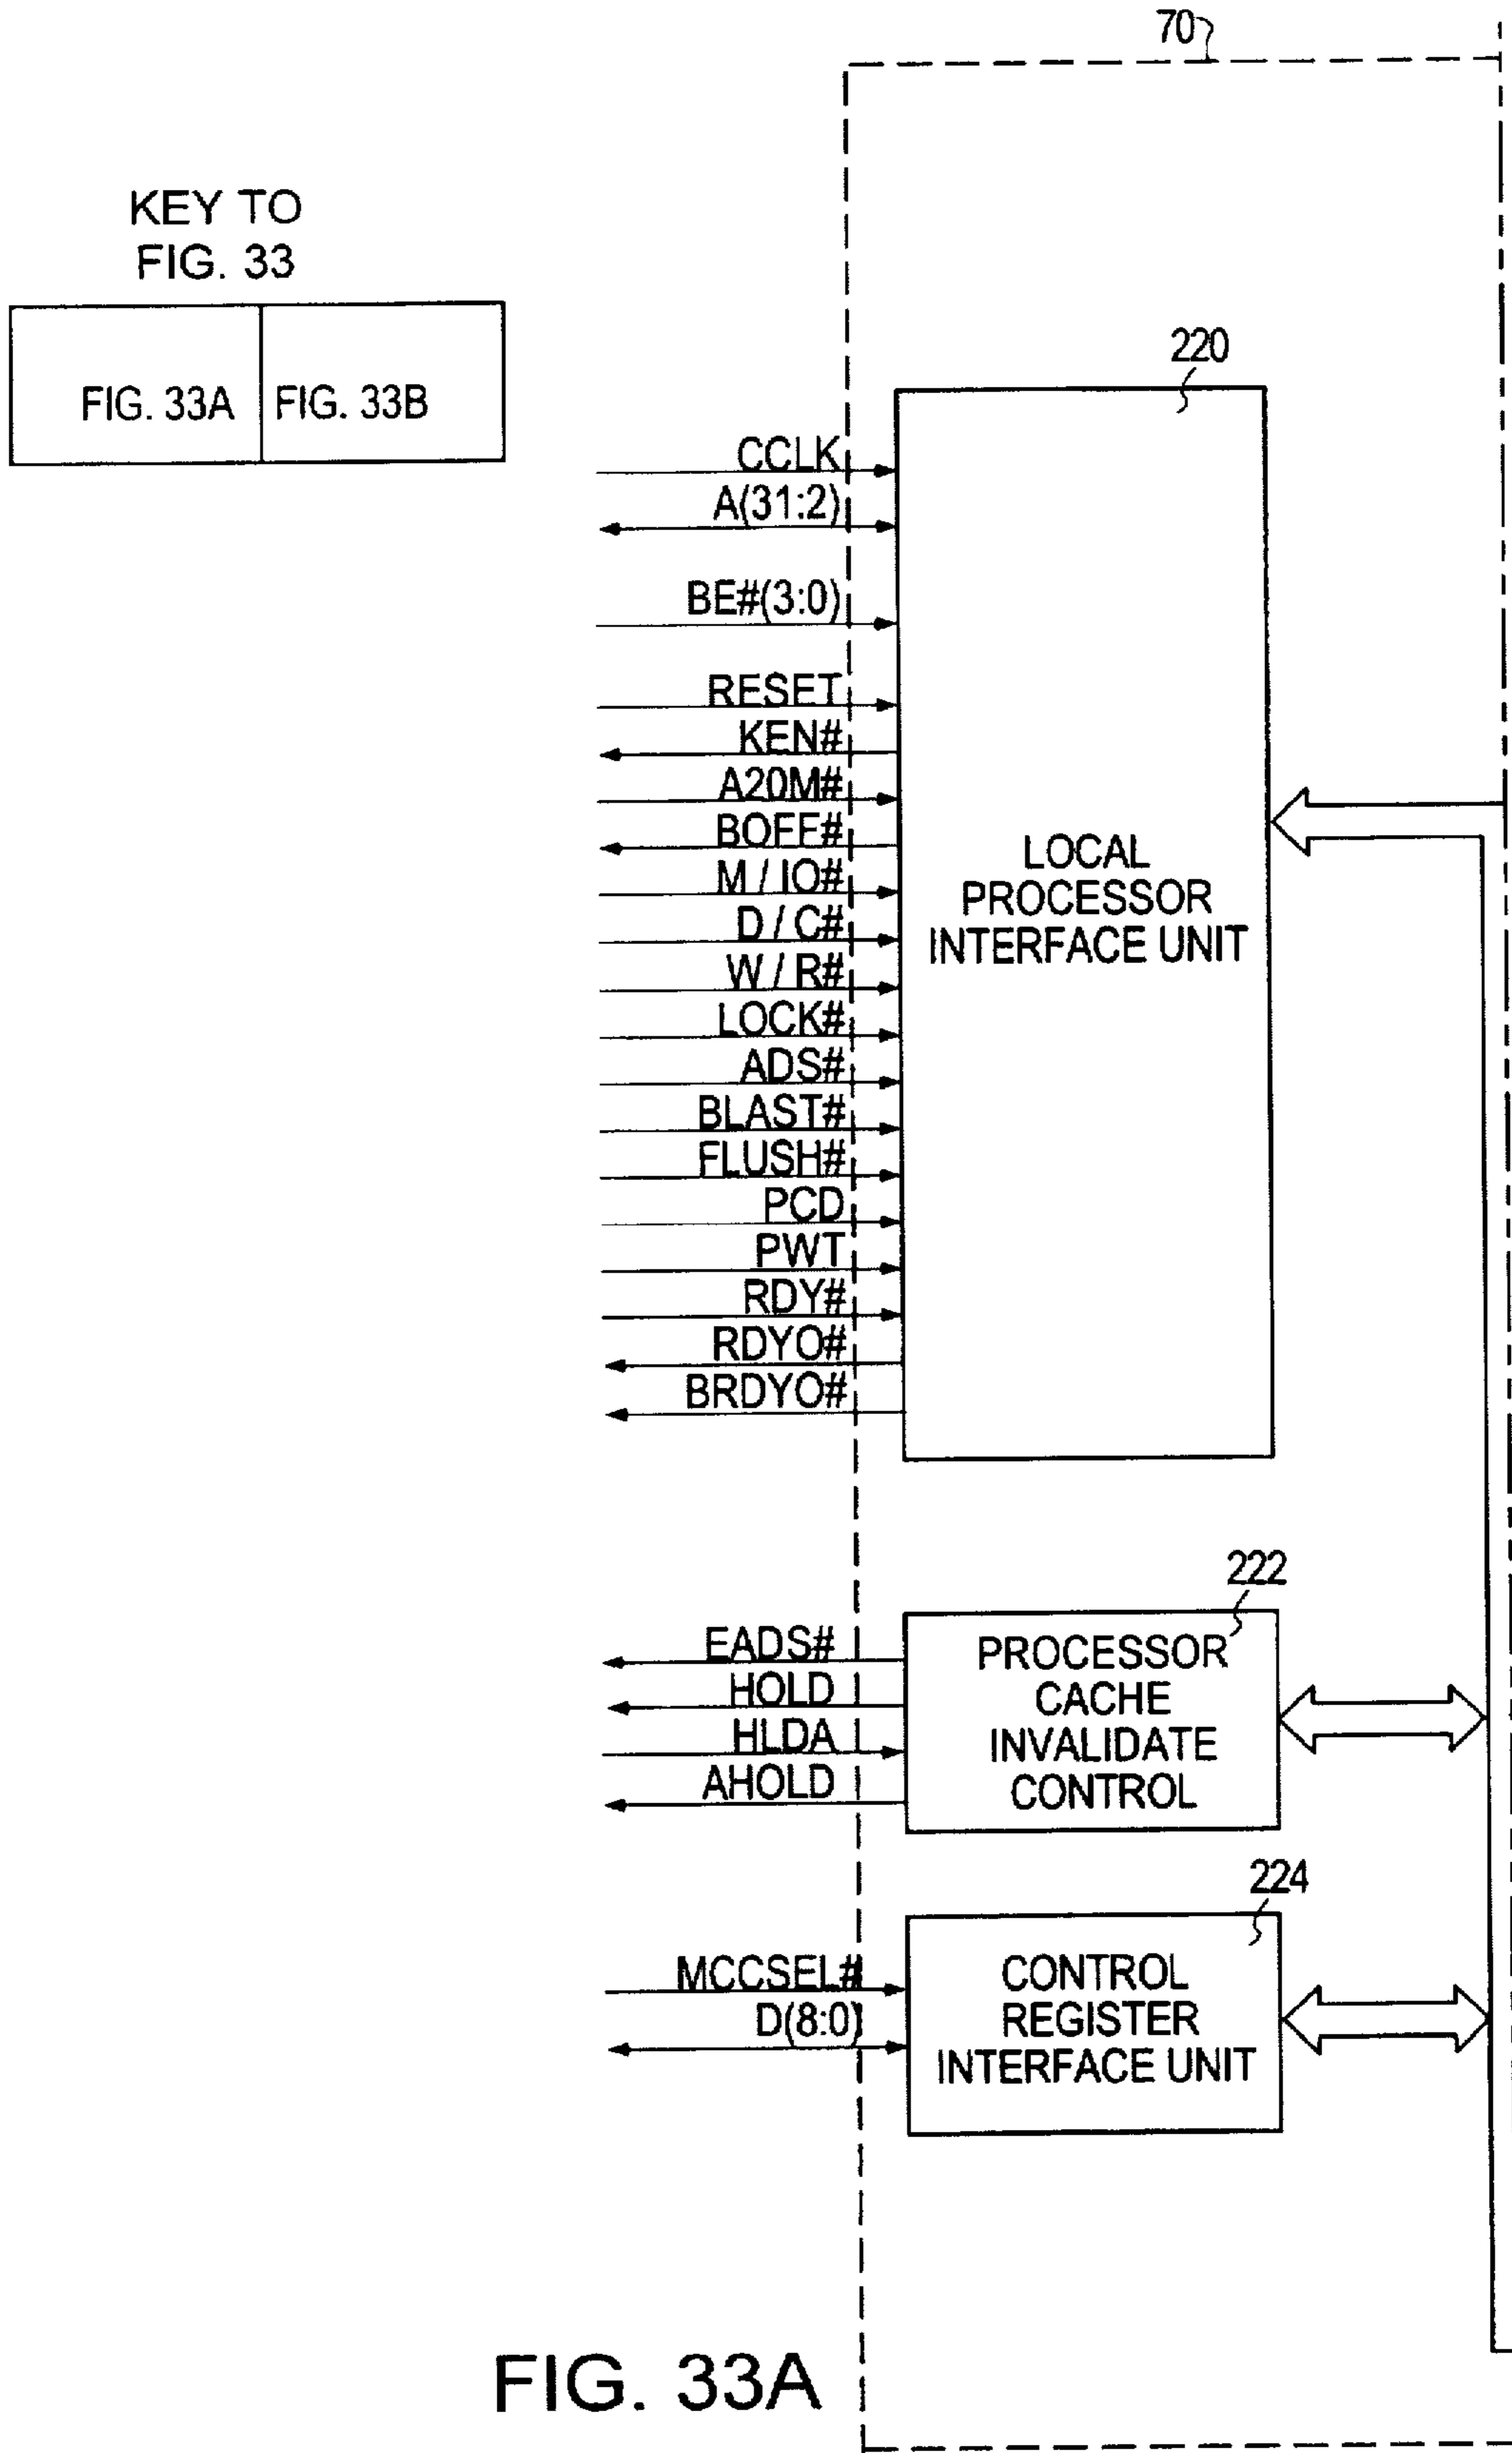 70
KEY TO
FIG. 33
FIG. 33A
FIG. 33B
220
CCLK
A(31:2)
BE#(3:0)
RESET
KEN#
A20M#
BOFF#
M / IO#
D / C#
W / R#
LOCK#
ADS#
BLAST#
FLUSH#
PCD
PWT
RDY#
RDYO#
BRDYO#
LOCAL
PROCESSOR
INTERFACE UNIT
222
EADS#
HOLD
HLDA
AHOLD
PROCESSOR
CACHE
INVALIDATE
CONTROL
224
MCCSEL#
D(8:0)
CONTROL
REGISTER
INTERFACE UNIT
FIG. 33A